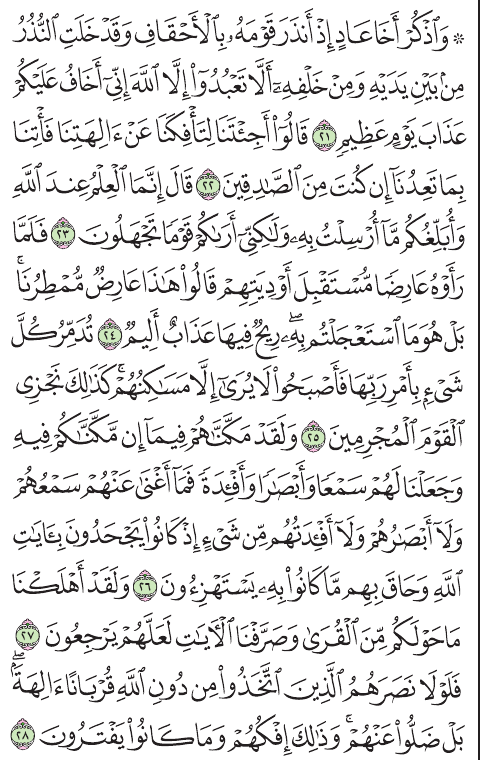 ۞ وَٱذۡكُرۡ أَخَا عَادٍ إِذۡ أَنذَرَ قَوۡمَهُۥ بِٱلۡأَحۡقَافِ وَقَدۡ خَلَتِ ٱلنُّذُرُ
مِنۢ بَيۡنِ يَدَيۡهِ وَمِنۡ خَلۡفِهِۦٓ أَلَّا تَعۡبُدُوٓاْ إِلَّا ٱللَّهَ إِنِّيٓ أَخَافُ عَلَيۡكُمۡ
عَذَابَ يَوۡمٍ عَظِيمٖ ٢١ قَالُوٓاْ أَجِئۡتَنَا لِتَأۡفِكَنَا عَنۡ ءَالِهَتِنَا فَأۡتِنَا
بِمَا تَعِدُنَآ إِن كُنتَ مِنَ ٱلصَّٰدِقِينَ ٢٢ قَالَ إِنَّمَا ٱلۡعِلۡمُ عِندَ ٱللَّهِ
وَأُبَلِّغُكُم مَّآ أُرۡسِلۡتُ بِهِۦ وَلَٰكِنِّيٓ أَرَىٰكُمۡ قَوۡمٗا تَجۡهَلُونَ ٢٣ فَلَمَّا
رَأَوۡهُ عَارِضٗا مُّسۡتَقۡبِلَ أَوۡدِيَتِهِمۡ قَالُواْ هَٰذَا عَارِضٞ مُّمۡطِرُنَاۚ
بَلۡ هُوَ مَا ٱسۡتَعۡجَلۡتُم بِهِۦۖ رِيحٞ فِيهَا عَذَابٌ أَلِيمٞ ٢٤ تُدَمِّرُ كُلَّ
شَيۡءِۭ بِأَمۡرِ رَبِّهَا فَأَصۡبَحُواْ لَا يُرَىٰٓ إِلَّا مَسَٰكِنُهُمۡۚ كَذَٰلِكَ نَجۡزِي
ٱلۡقَوۡمَ ٱلۡمُجۡرِمِينَ ٢٥ وَلَقَدۡ مَكَّنَّٰهُمۡ فِيمَآ إِن مَّكَّنَّٰكُمۡ فِيهِ
وَجَعَلۡنَا لَهُمۡ سَمۡعٗا وَأَبۡصَٰرٗا وَأَفۡـِٔدَةٗ فَمَآ أَغۡنَىٰ عَنۡهُمۡ سَمۡعُهُمۡ
وَلَآ أَبۡصَٰرُهُمۡ وَلَآ أَفۡـِٔدَتُهُم مِّن شَيۡءٍ إِذۡ كَانُواْ يَجۡحَدُونَ بِـَٔايَٰتِ
ٱللَّهِ وَحَاقَ بِهِم مَّا كَانُواْ بِهِۦ يَسۡتَهۡزِءُونَ ٢٦ وَلَقَدۡ أَهۡلَكۡنَا
مَا حَوۡلَكُم مِّنَ ٱلۡقُرَىٰ وَصَرَّفۡنَا ٱلۡأٓيَٰتِ لَعَلَّهُمۡ يَرۡجِعُونَ ٢٧
فَلَوۡلَا نَصَرَهُمُ ٱلَّذِينَ ٱتَّخَذُواْ مِن دُونِ ٱللَّهِ قُرۡبَانًا ءَالِهَةَۢۖ
بَلۡ ضَلُّواْ عَنۡهُمۡۚ وَذَٰلِكَ إِفۡكُهُمۡ وَمَا كَانُواْ يَفۡتَرُونَ ٢٨